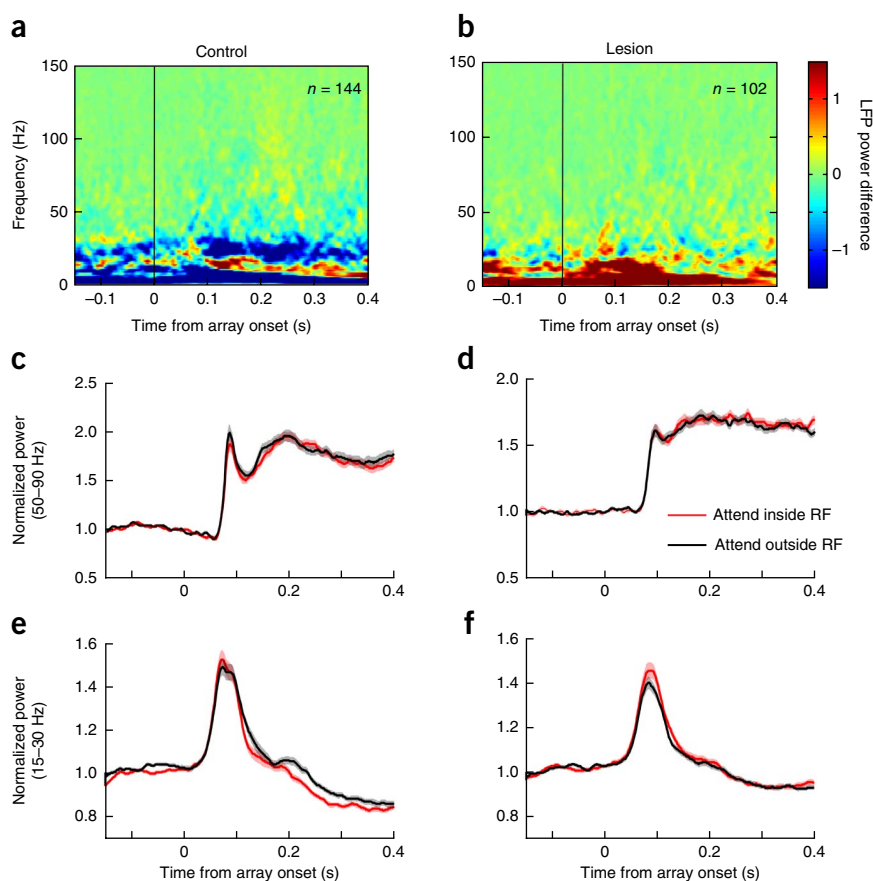 a
b
Control
Lesion
150
100
50
0
Frequency (Hz)
n = 144
–0.1
0
0.1
0.2
0.3
0.4
Time from array onset (s)
150
100
50
0
n = 102
–0.1
0
0.1
0.2
0.3
0.4
Time from array onset (s)
1
0
–1
LFP power difference
c
d
2.5
2.0
1.5
1.0
0.5
Normalized power
(50–90 Hz)
0
0.2
0.4
2.0
1.5
1.0
0.5
Attend inside RF
Attend outside RF
0
0.2
0.4
e
f
1.6
1.4
1.2
1.0
0.8
Normalized power
(15–30 Hz)
0
0.2
0.4
Time from array onset (s)
1.6
1.4
1.2
1.0
0.8
0
0.2
0.4
Time from array onset (s)